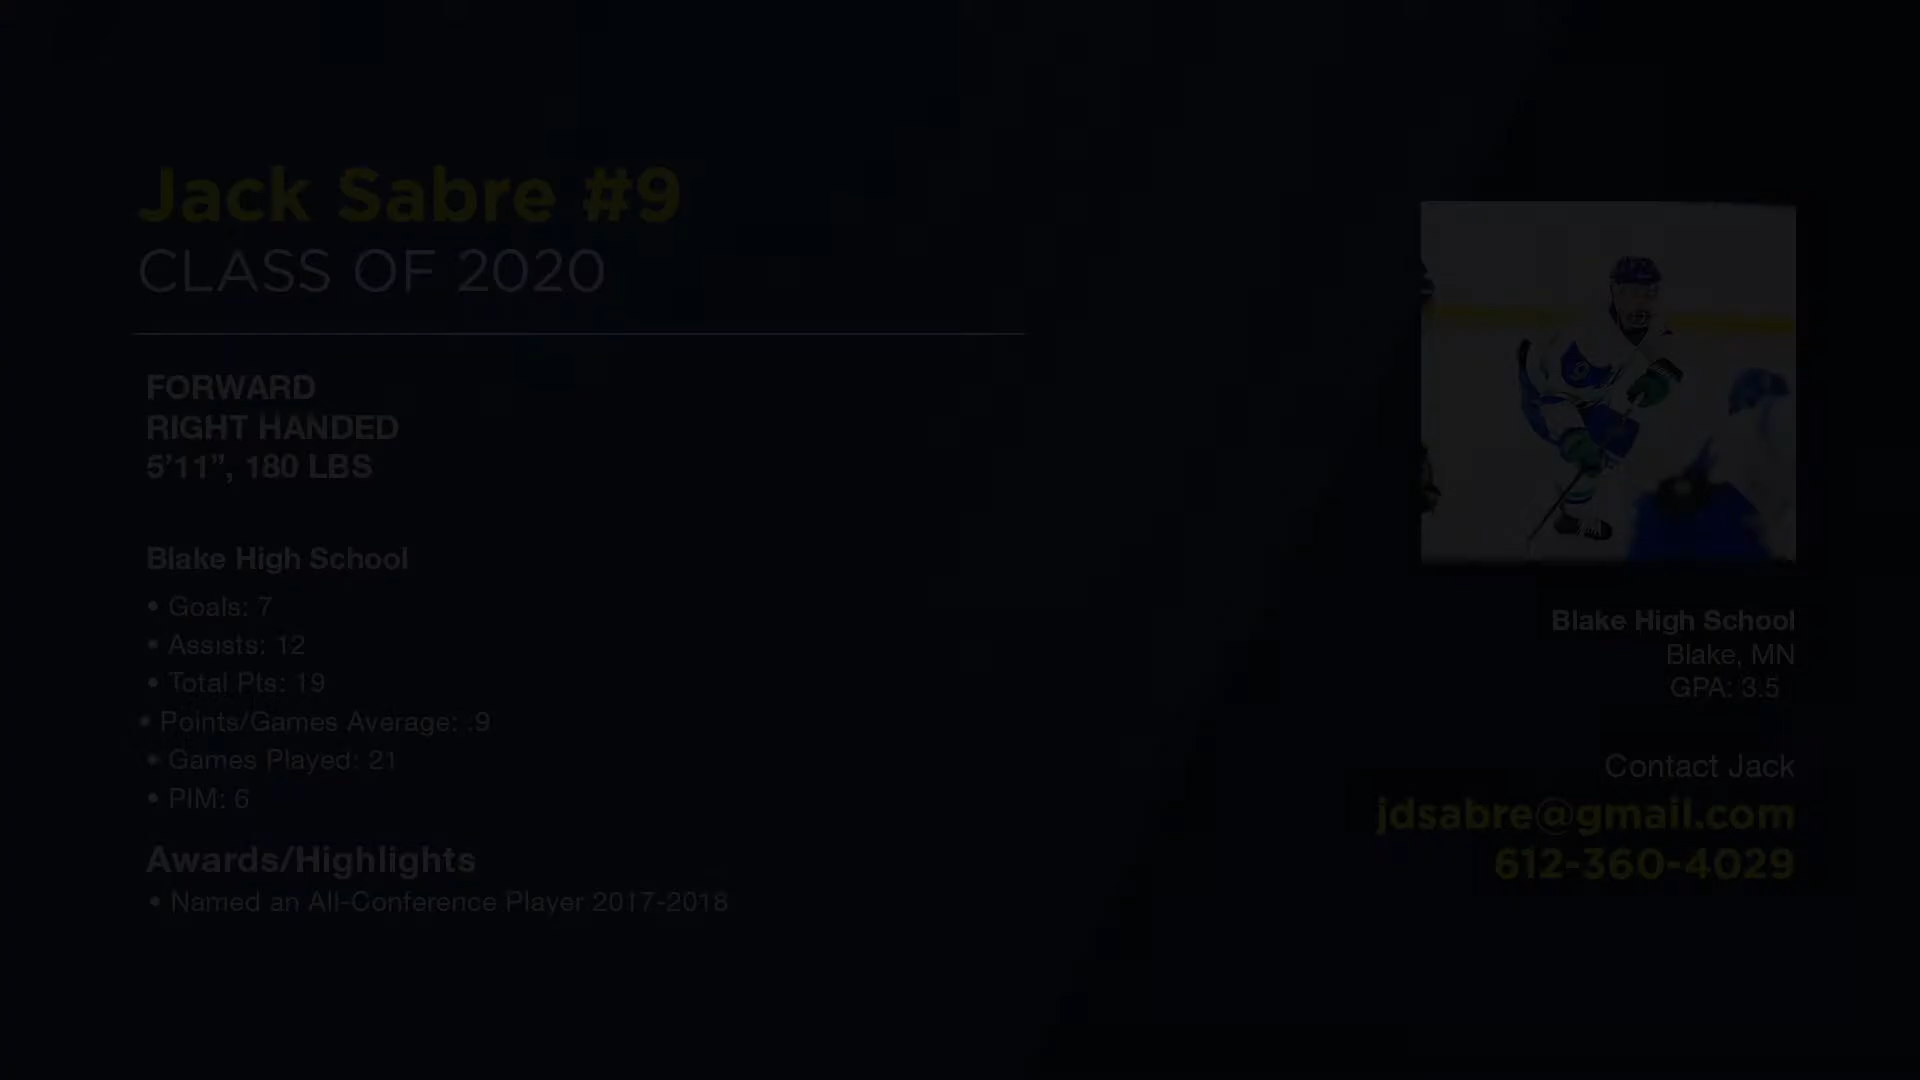 Jack Sabre #9
CLASS OF 2020
FORWARD
RIGHT HANDED
5’11”, 180 LBS
Blake High School
• Goals: 7
• Assists: 12
• Total Pts: 19
• Points/Games Average: .9
• Games Played: 21
• PIM: 6
Awards/Highlights
• Named an All-Conference Player 2017-2018
Blake High School
Blake, MN
GPA: 3.5
Contact Jack
jdsabre@gmail.com
612-360-4029